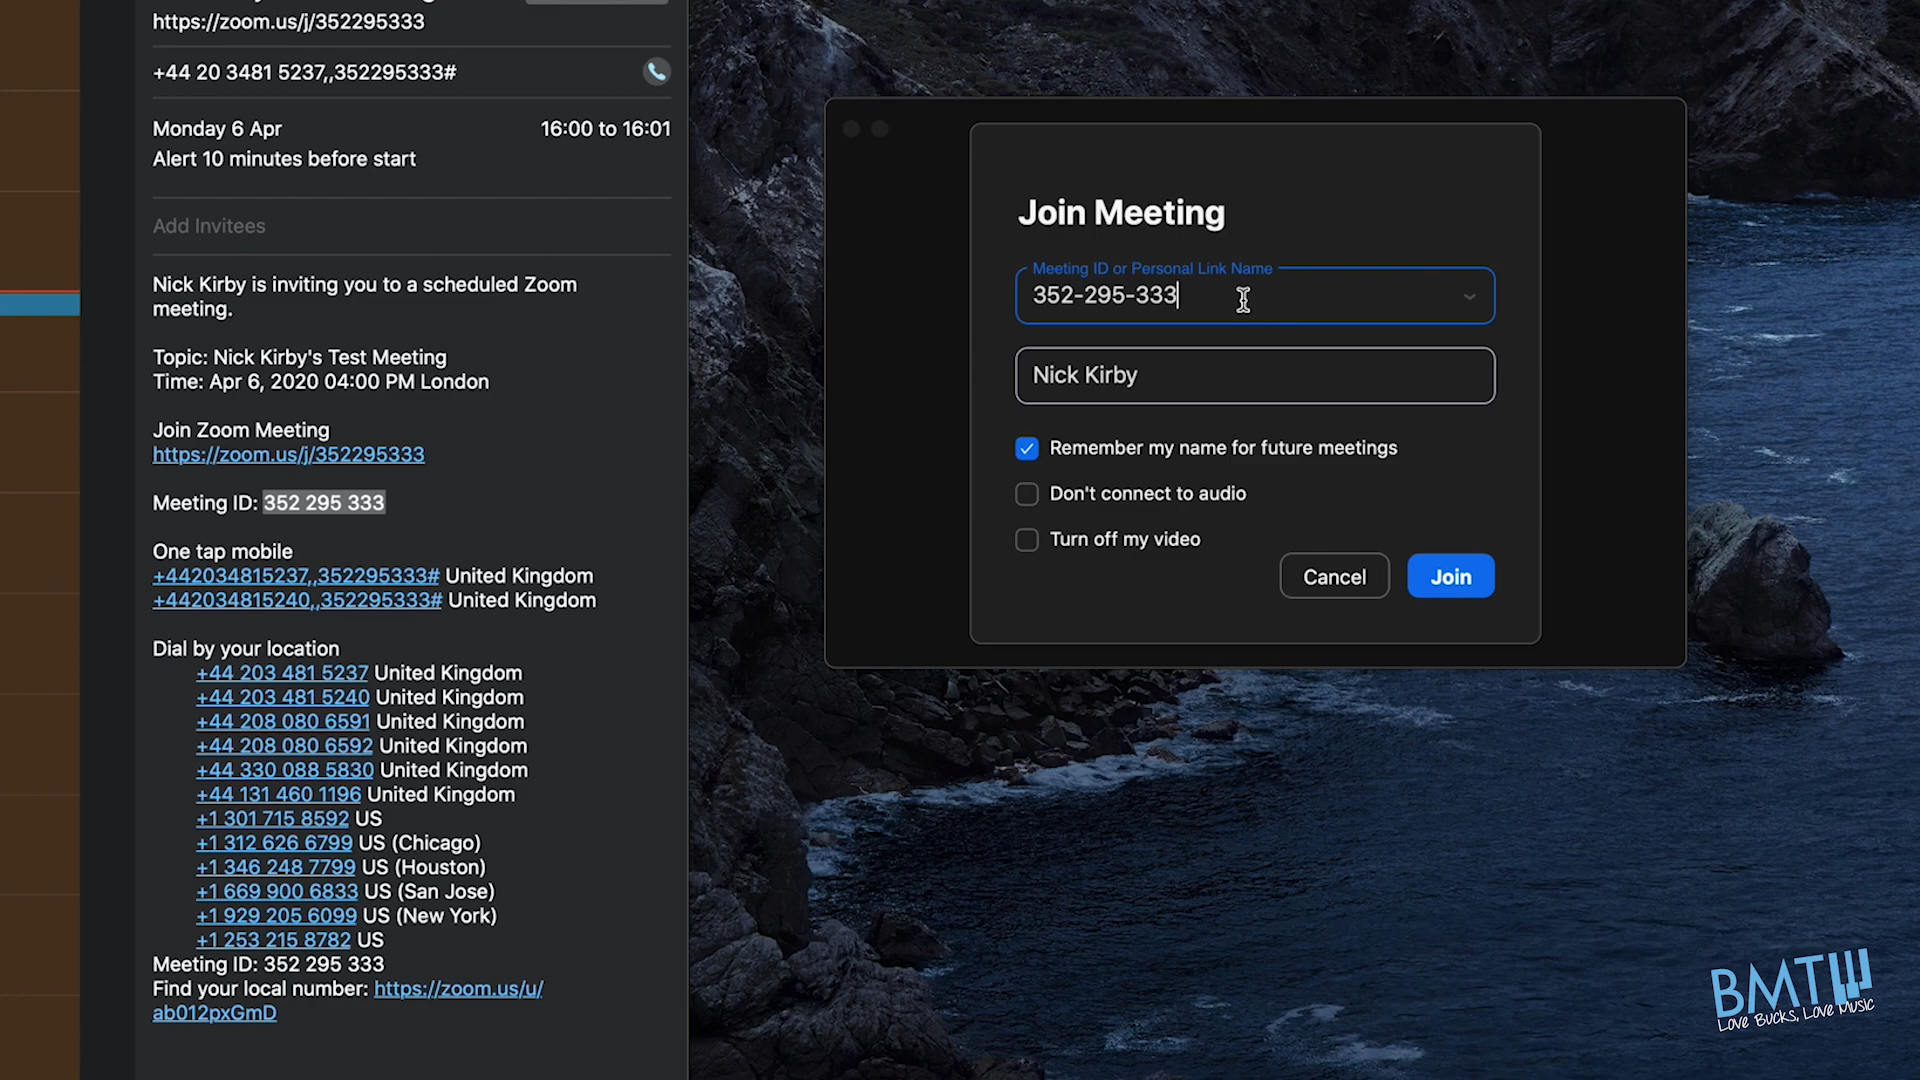 https://zoom.us/j/352295333
+44 20 3481 5237,,352295333#
Monday 6 Apr
16:00 to 16:01
Alert 10 minutes before start
Add Invitees
Nick Kirby is inviting you to a scheduled Zoom
meeting.
Topic: Nick Kirby's Test Meeting
Time: Apr 6, 2020 04:00 PM London
Join Zoom Meeting
https://zoom.us/j/352295333
Meeting ID: 352 295 333
One tap mobile
+442034815237,,352295333# United Kingdom
+442034815240,,352295333# United Kingdom
Dial by your location
+44 203 481 5237 United Kingdom
+44 203 481 5240 United Kingdom
+44 208 080 6591 United Kingdom
+44 208 080 6592 United Kingdom
+44 330 088 5830 United Kingdom
+44 131 460 1196 United Kingdom
+1 301 715 8592 US
+1 312 626 6799 US (Chicago)
+1 346 248 7799 US (Houston)
+1 669 900 6833 US (San Jose)
+1 929 205 6099 US (New York)
+1 253 215 8782 US
Meeting ID: 352 295 333
Find your local number: https://zoom.us/u/
ab012pxGmD
Join Meeting
Meeting ID or Personal Link Name
352-295-333
Nick Kirby
Remember my name for future meetings
Don't connect to audio
Turn off my video
Cancel
Join
BMT
Love Bucks, Love Music